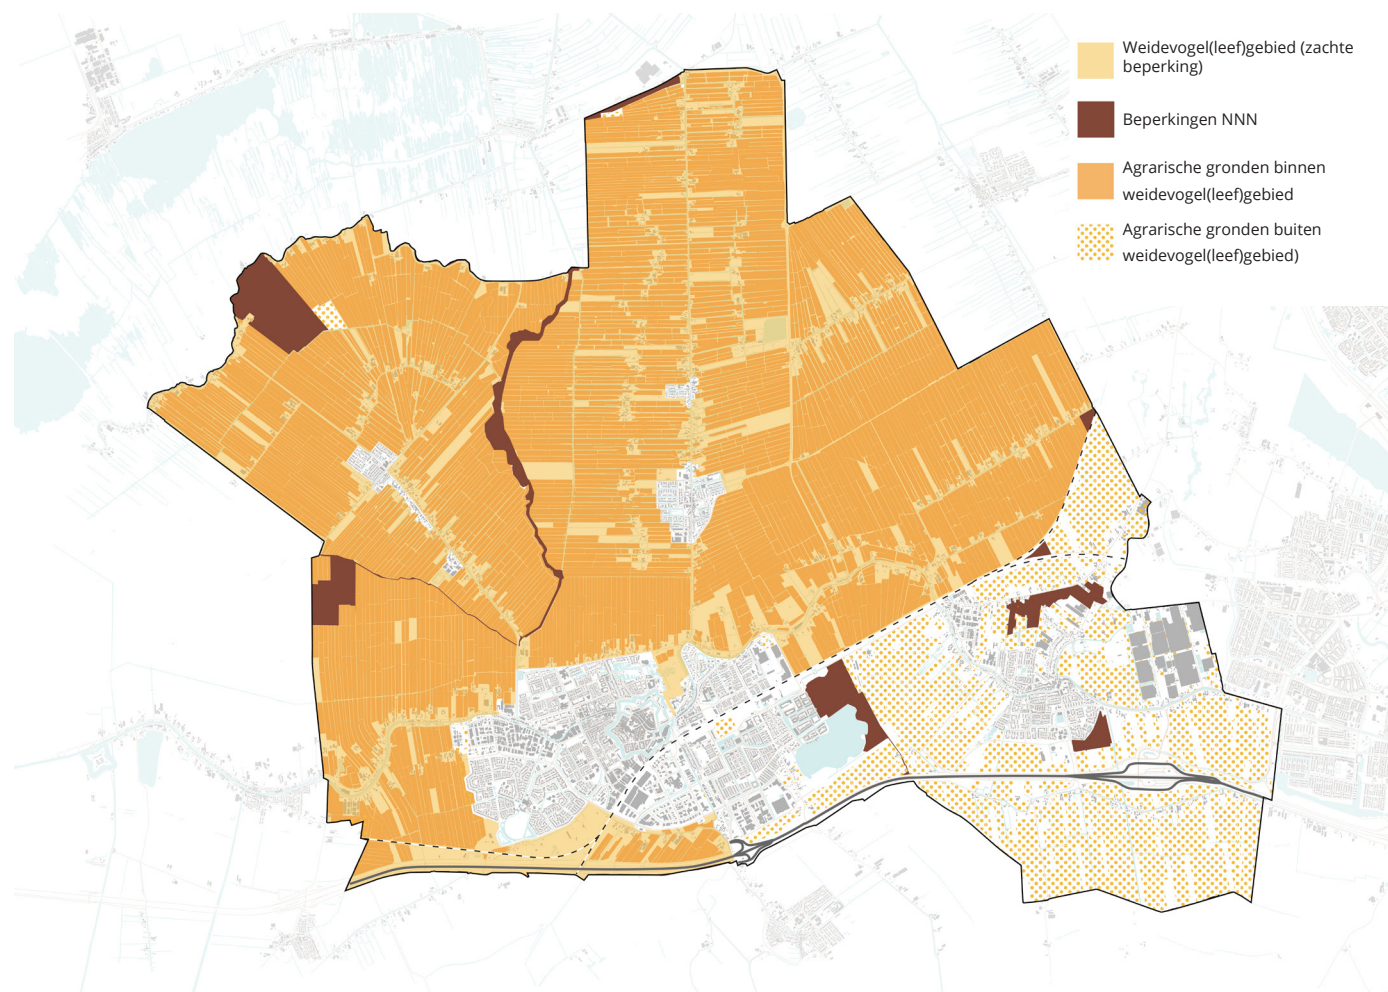 Weidevogel(leef)gebied (zachte
beperking)
Beperkingen NNN
Agrarische gronden binnen
weidevogel(leef)gebied
Agrarische gronden buiten
weidevogel(leef)gebied)